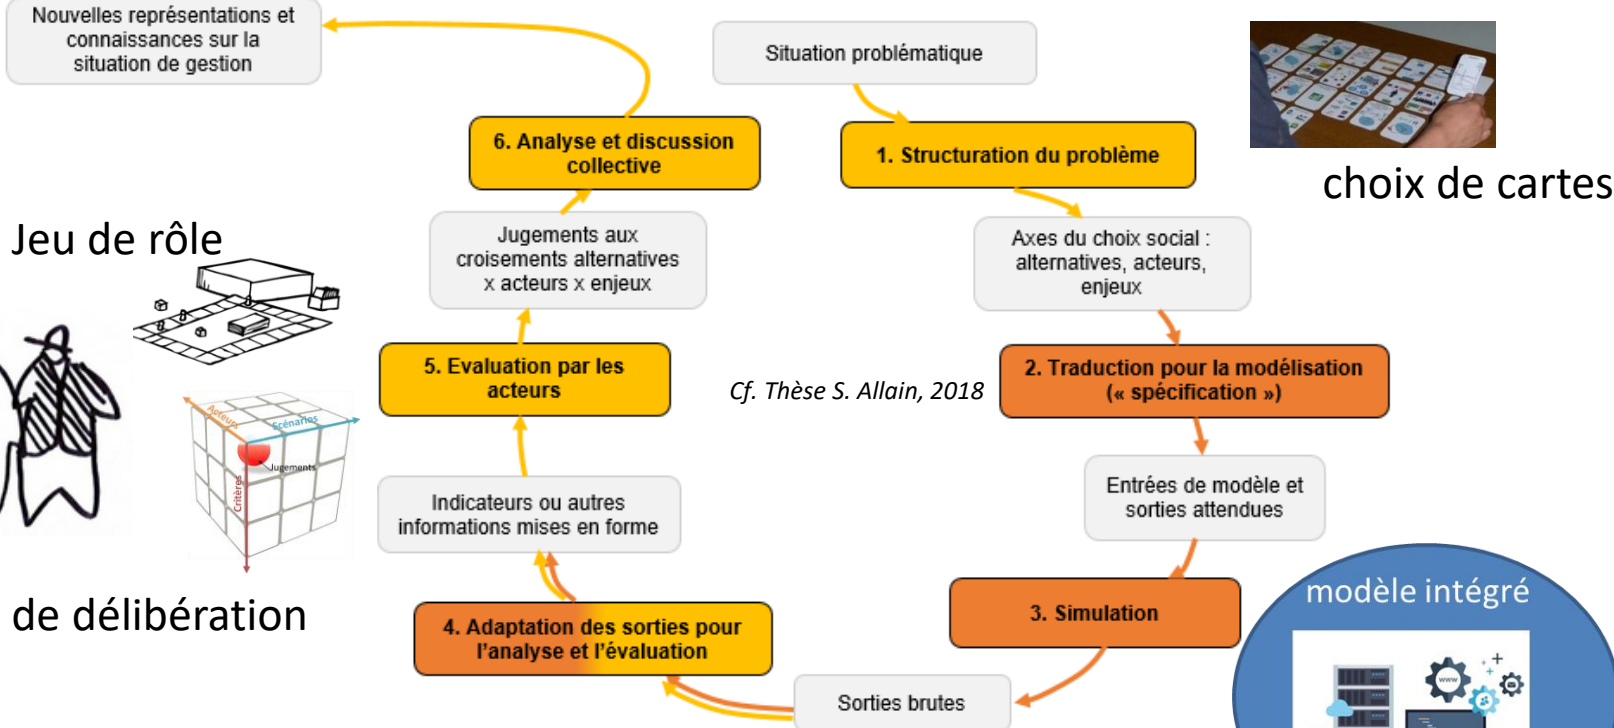 Nouvelles représentations et
connaissances sur la
situation de gestion
Situation problématique
6. Analyse et discussion
collective
1. Structuration du problème
choix de cartes
Jeu de rôle
Jugements aux
croisements alternatives
x acteurs x enjeux
Axes du choix social :
alternatives, acteurs,
enjeux
5. Evaluation par les
acteurs
Cf. Thèse S. Allain, 2018
2. Traduction pour la modélisation
(« spécification »)
Acteurs
Scénarios
Jugements
Critères
Indicateurs ou autres
informations mises en forme
Entrées de modèle et
sorties attendues
de délibération
4. Adaptation des sorties pour
l'analyse et l'évaluation
3. Simulation
modèle intégré
www
Sorties brutes